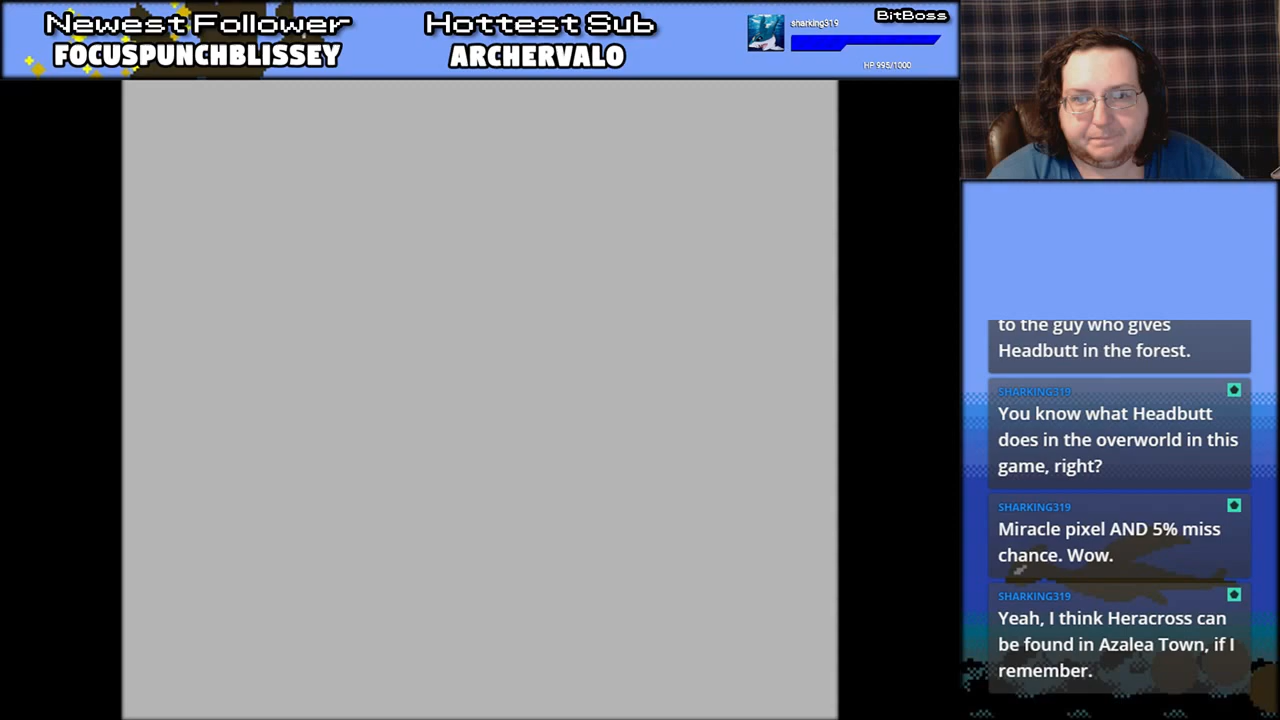 Newest Follower
FOCUSPUNCHBLISSEY
Hottest Sub
ARCHERVALO
sharking319
BitBoss
HP 995/1000
to the guy who gives
Headbutt in the forest.
SHARKING319
You know what Headbutt
does in the overworld in this
game, right?
SHARKING319
Miracle pixel AND 5% miss
chance. Wow.
SHARKING319
Yeah, I think Heracross can
be found in Azalea Town, if I
remember.